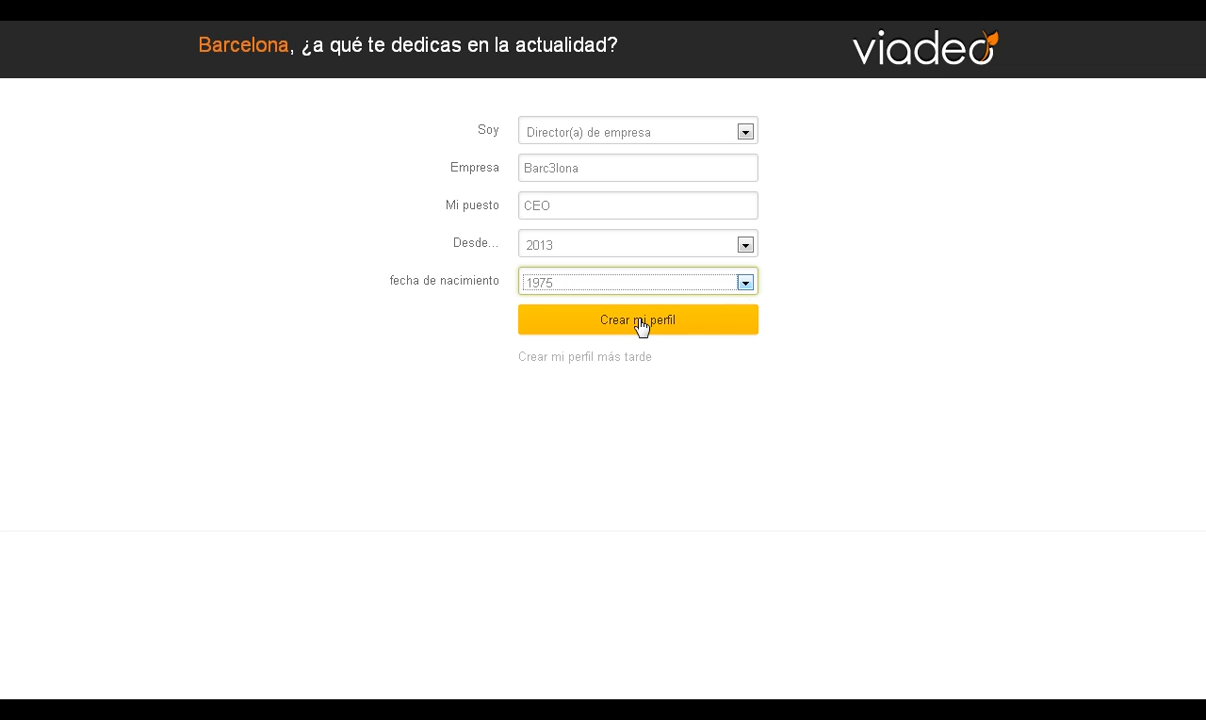 Barcelona, ¿a qué te dedicas en la actualidad?
viadeo
Soy Director(a) de empresa
Empresa Barc3lona
Mi puesto CEO
Desde... 2013
fecha de nacimiento 1975
Crear mi perfil
Crear mi perfil más tarde